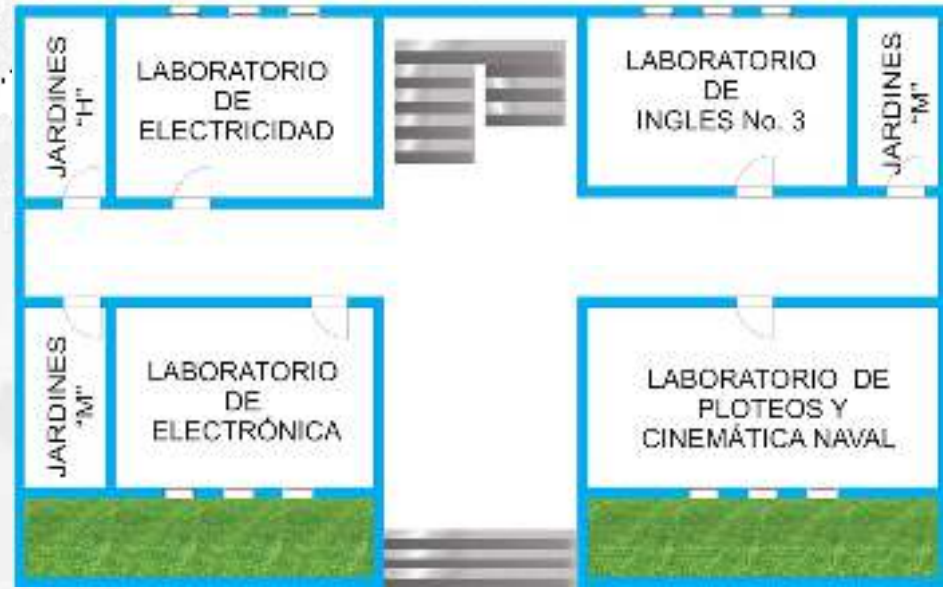 JARDINES
"H"
LABORATORIO
DE
ELECTRICIDAD
LABORATORIO
DE
INGLES No. 3
JARDINES
"M"
JARDINES
"M"
LABORATORIO
DE
ELECTRÓNICA
LABORATORIO DE
PLOTEOS Y
CINEMÁTICA NAVAL